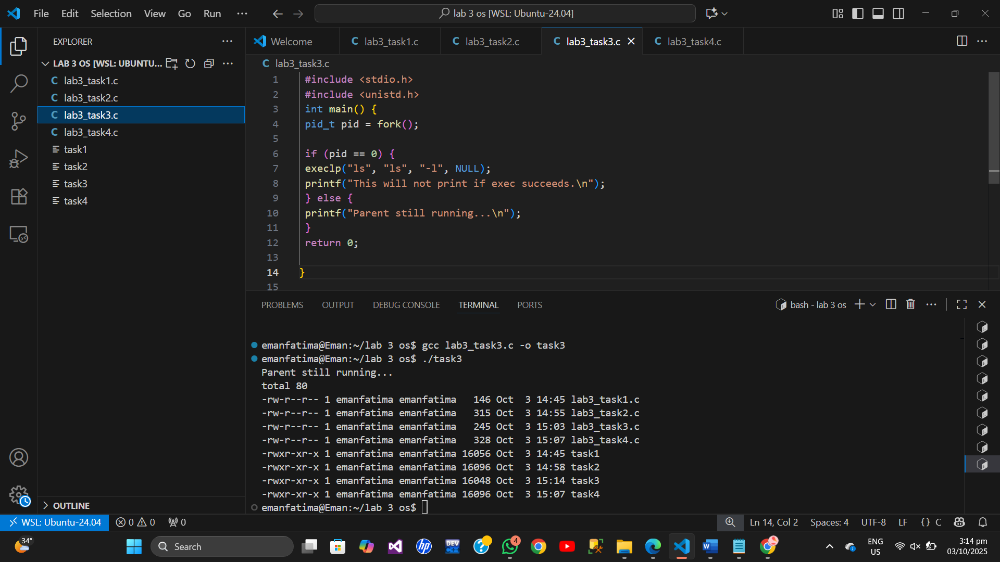 File Edit Selection View Go Run ···
lab 3 os [WSL: Ubuntu-24.04]
EXPLORER
LAB 3 OS [WSL: UBUNTU...
lab3_task1.c
lab3_task2.c
lab3_task3.c
lab3_task4.c
task1
task2
task3
task4
OUTLINE
Welcome C lab3_task1.c C lab3_task2.c C lab3_task3.c C lab3_task4.c
C lab3_task3.c
1 #include <stdio.h>
2 #include <unistd.h>
3 int main() {
4 pid_t pid = fork();
5
6 if (pid == 0) {
7 execlp("ls", "ls", "-l", NULL);
8 printf("This will not print if exec succeeds.\n");
9 } else {
10 printf("Parent still running...\n");
11 }
12 return 0;
13
14 }
15
PROBLEMS OUTPUT DEBUG CONSOLE TERMINAL PORTS
bash - lab 3 os
emanfatima@Eman:~/lab 3 os$ gcc lab3_task3.c -o task3
emanfatima@Eman:~/lab 3 os$ ./task3
Parent still running...
total 80
-rw-r--r-- 1 emanfatima emanfatima   146 Oct  3 14:45 lab3_task1.c
-rw-r--r-- 1 emanfatima emanfatima   315 Oct  3 14:55 lab3_task2.c
-rw-r--r-- 1 emanfatima emanfatima   245 Oct  3 15:03 lab3_task3.c
-rw-r--r-- 1 emanfatima emanfatima   328 Oct  3 15:07 lab3_task4.c
-rwxr-xr-x 1 emanfatima emanfatima 16056 Oct  3 14:45 task1
-rwxr-xr-x 1 emanfatima emanfatima 16096 Oct  3 14:58 task2
-rwxr-xr-x 1 emanfatima emanfatima 16048 Oct  3 15:14 task3
-rwxr-xr-x 1 emanfatima emanfatima 16096 Oct  3 15:07 task4
emanfatima@Eman:~/lab 3 os$
WSL: Ubuntu-24.04 0 0 0
Ln 14, Col 2 Spaces: 4 UTF-8 LF {} C
34°
Search
DEV C++
4
ENG
US
3:14 pm
03/10/2025